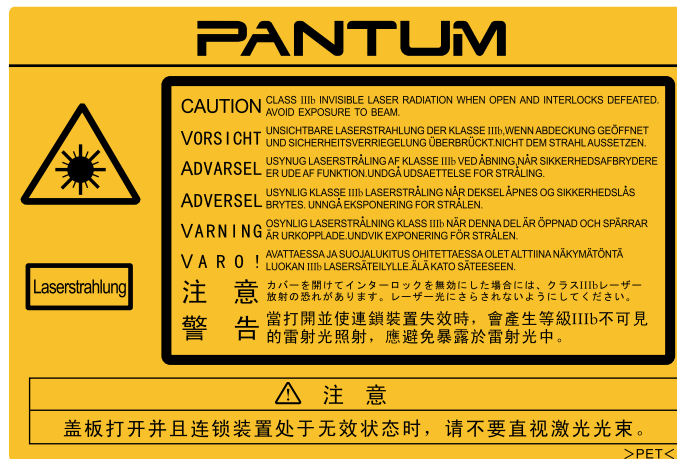 PANTUM
CAUTION CLASS IIIb INVISIBLE LASER RADIATION WHEN OPEN AND INTERLOCKS DEFEATED.
AVOID EXPOSURE TO BEAM.
VORSICHT UNSICHTBARE LASERSTRAHLUNG DER KLASSE IIIb,WENN ABDECKUNG GEÖFFNET
UND SICHERHEITSVERRIEGELUNG ÜBERBRÜCKT.NICHT DEM STRAHL AUSSETZEN.
ADVARSEL USYNUG LASERSTRÅLING AF KLASSE IIIb VED ÅBNING,NÅR SIKKERHEDSAFBRYDERE
ER UDE AF FUNKTION.UNDGÅ UDSAETTELSE FOR STRÅLING.
ADVERSEL USYNLIG KLASSE IIIb LASERSTRÅLING NÅR DEKSEL ÅPNES OG SIKKERHEDSLÅS
BRYTES. UNNGÅ EKSPONERING FOR STRÅLEN.
VARNING OSYNLIG LASERSTRÅLNING KLASS IIIb NÄR DENNA DEL ÄR ÖPPNAD OCH SPÄRRAR
ÄR URKOPPLADE.UNDVIK EXPONERING FÖR STRÅLEN.
VARO! AVATTAESSA JA SUOJALUKITUS OHITETTAESSA OLET ALTTIINA NÄKYMÄTÖNTÄ
LUOKAN IIIb LASERSÄTEILYLLE.ÄLÄ KATO SÄTEESEEN.
注意 カバーを開けてインターロックを無効にした場合には、クラスIIIbレーザー
放射の恐れがあります。レーザー光にさらされないようにしてください。
警告 當打開並使連鎖裝置失效時，會產生等級IIIb不可見
的雷射光照射，應避免暴露於雷射光中。
Laserstrahlung
注意
盖板打开并且连锁装置处于无效状态时，请不要直视激光光束。
>PET<